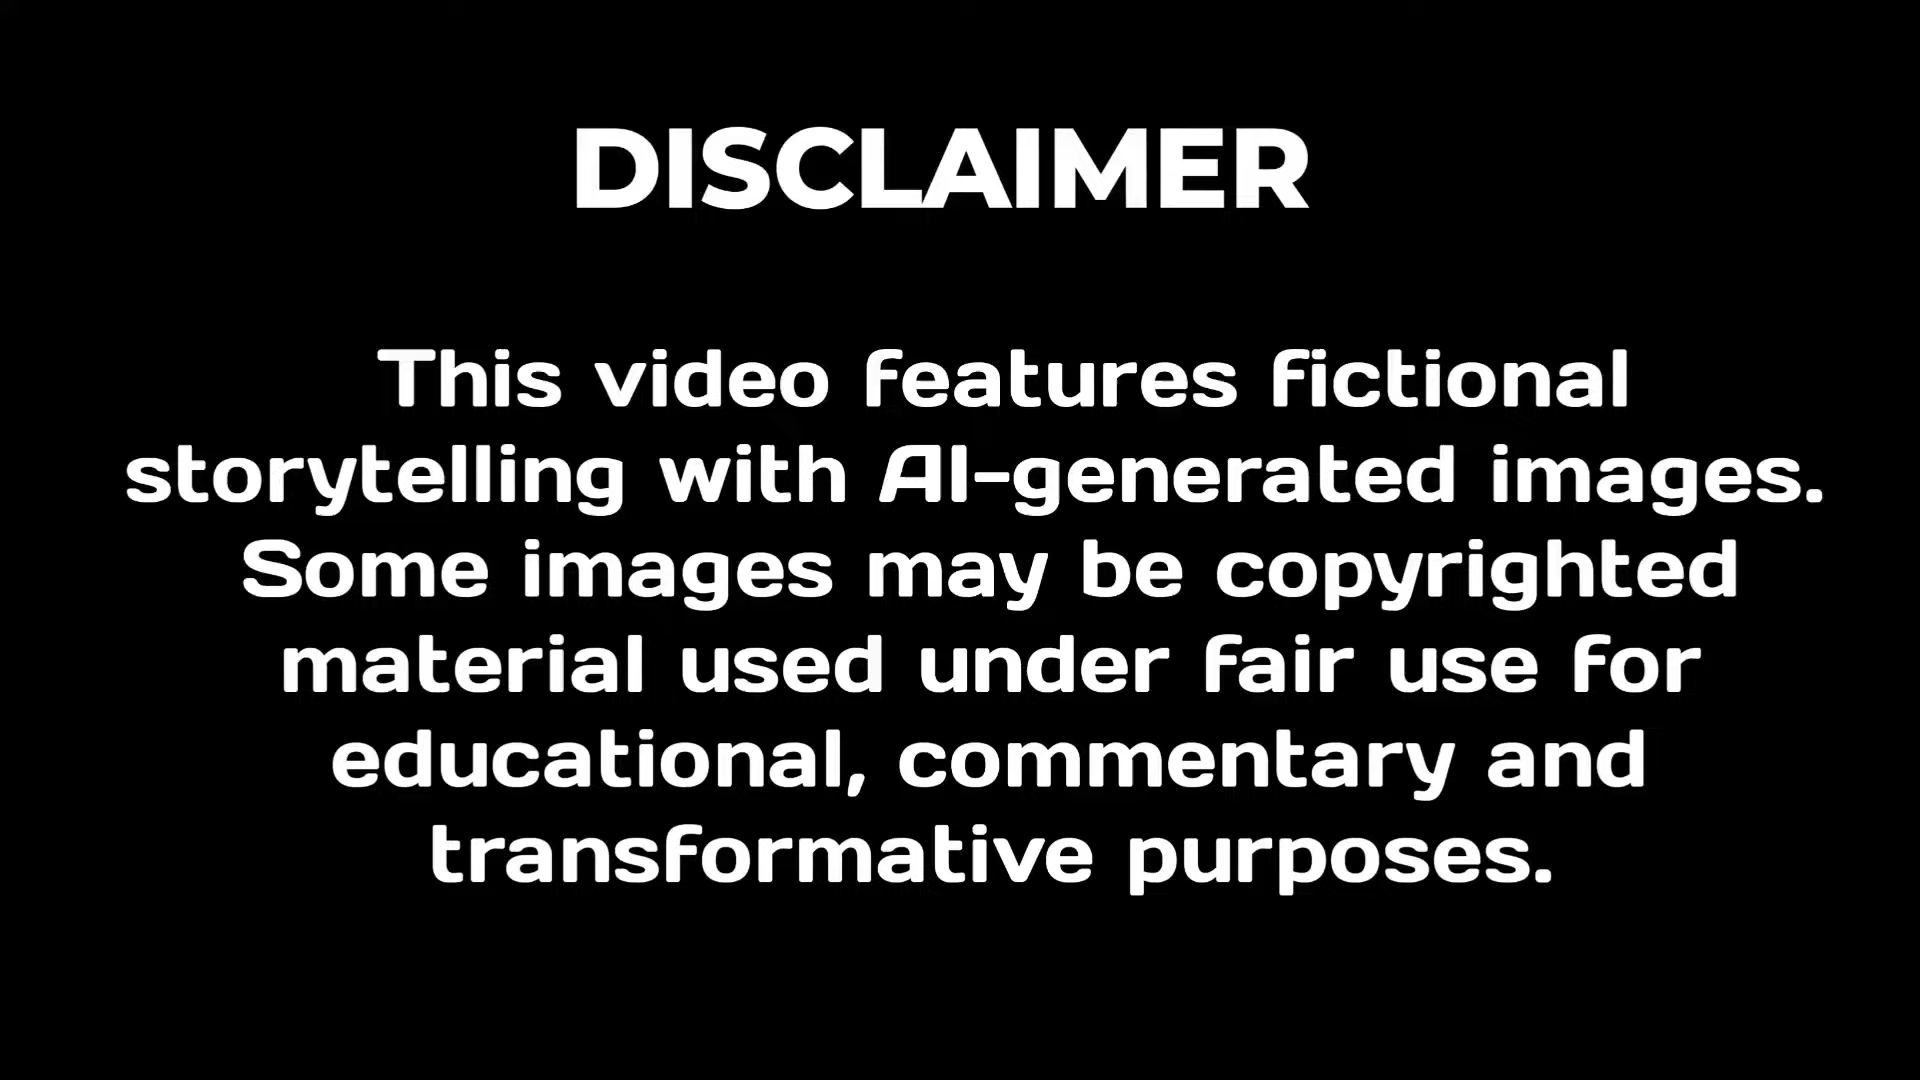 DISCLAIMER
This video features fictional
storytelling with AI-generated images.
Some images may be copyrighted
material used under fair use for
educational, commentary and
transformative purposes.